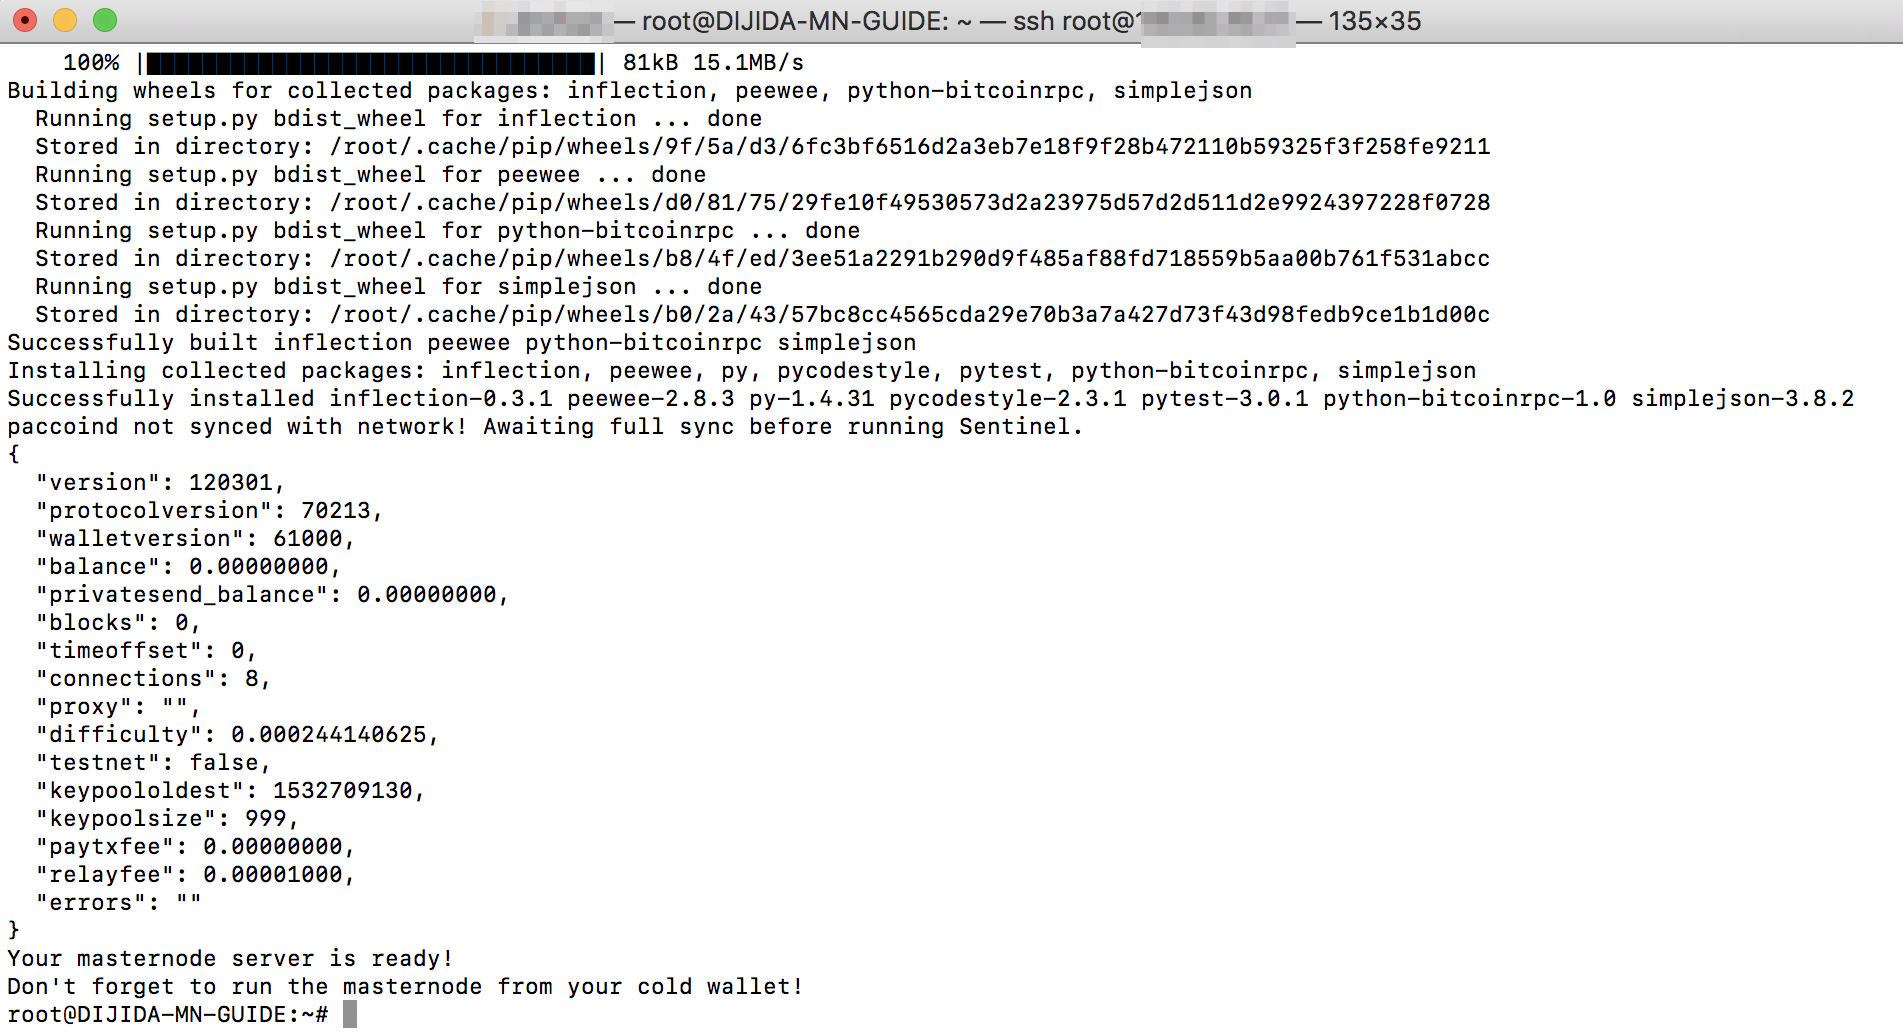 — root@DIJIDA-MN-GUIDE: ~ — ssh root@ — 135×35
100% || 81kB 15.1MB/s
Building wheels for collected packages: inflection, peewee, python-bitcoinrpc, simplejson
Running setup.py bdist_wheel for inflection ... done
Stored in directory: /root/.cache/pip/wheels/9f/5a/d3/6fc3bf6516d2a3eb7e18f9f28b472110b59325f3f258fe9211
Running setup.py bdist_wheel for peewee ... done
Stored in directory: /root/.cache/pip/wheels/d0/81/75/29fe10f49530573d2a23975d57d2d511d2e9924397228f0728
Running setup.py bdist_wheel for python-bitcoinrpc ... done
Stored in directory: /root/.cache/pip/wheels/b8/4f/ed/3ee51a2291b290d9f485af88fd718559b5aa00b761f531abcc
Running setup.py bdist_wheel for simplejson ... done
Stored in directory: /root/.cache/pip/wheels/b0/2a/43/57bc8cc4565cda29e70b3a7a427d73f43d98fedb9ce1b1d00c
Successfully built inflection peewee python-bitcoinrpc simplejson
Installing collected packages: inflection, peewee, py, pycodestyle, pytest, python-bitcoinrpc, simplejson
Successfully installed inflection-0.3.1 peewee-2.8.3 py-1.4.31 pycodestyle-2.3.1 pytest-3.0.1 python-bitcoinrpc-1.0 simplejson-3.8.2
paccoind not synced with network! Awaiting full sync before running Sentinel.
{
"version": 120301,
"protocolversion": 70213,
"walletversion": 61000,
"balance": 0.00000000,
"privatesend_balance": 0.00000000,
"blocks": 0,
"timeoffset": 0,
"connections": 8,
"proxy": "",
"difficulty": 0.000244140625,
"testnet": false,
"keypoololdest": 1532709130,
"keypoolsize": 999,
"paytxfee": 0.00000000,
"relayfee": 0.00001000,
"errors": ""
}
Your masternode server is ready!
Don't forget to run the masternode from your cold wallet!
root@DIJIDA-MN-GUIDE:~#